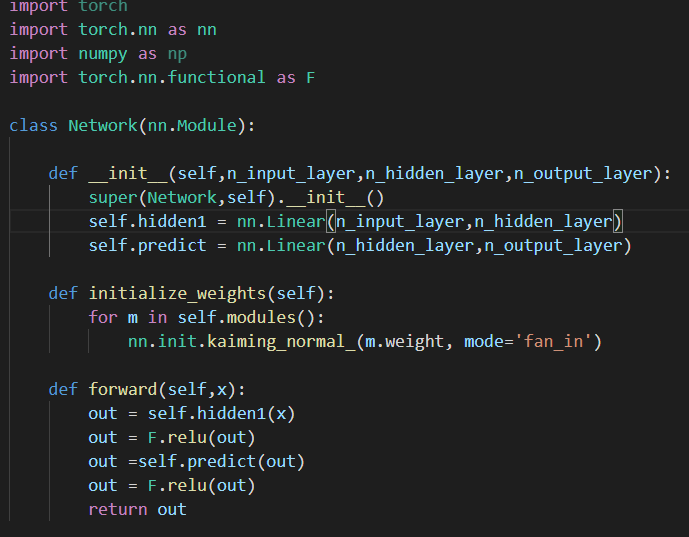 import torch
import torch.nn as nn
import numpy as np
import torch.nn.functional as F
class Network(nn.Module):
def __init__(self,n_input_layer,n_hidden_layer,n_output_layer):
super(Network,self).__init__()
self.hidden1 = nn.Linear(n_input_layer,n_hidden_layer)
self.predict = nn.Linear(n_hidden_layer,n_output_layer)
def initialize_weights(self):
for m in self.modules():
nn.init.kaiming_normal_(m.weight, mode='fan_in')
def forward(self,x):
out = self.hidden1(x)
out = F.relu(out)
out =self.predict(out)
out = F.relu(out)
return out